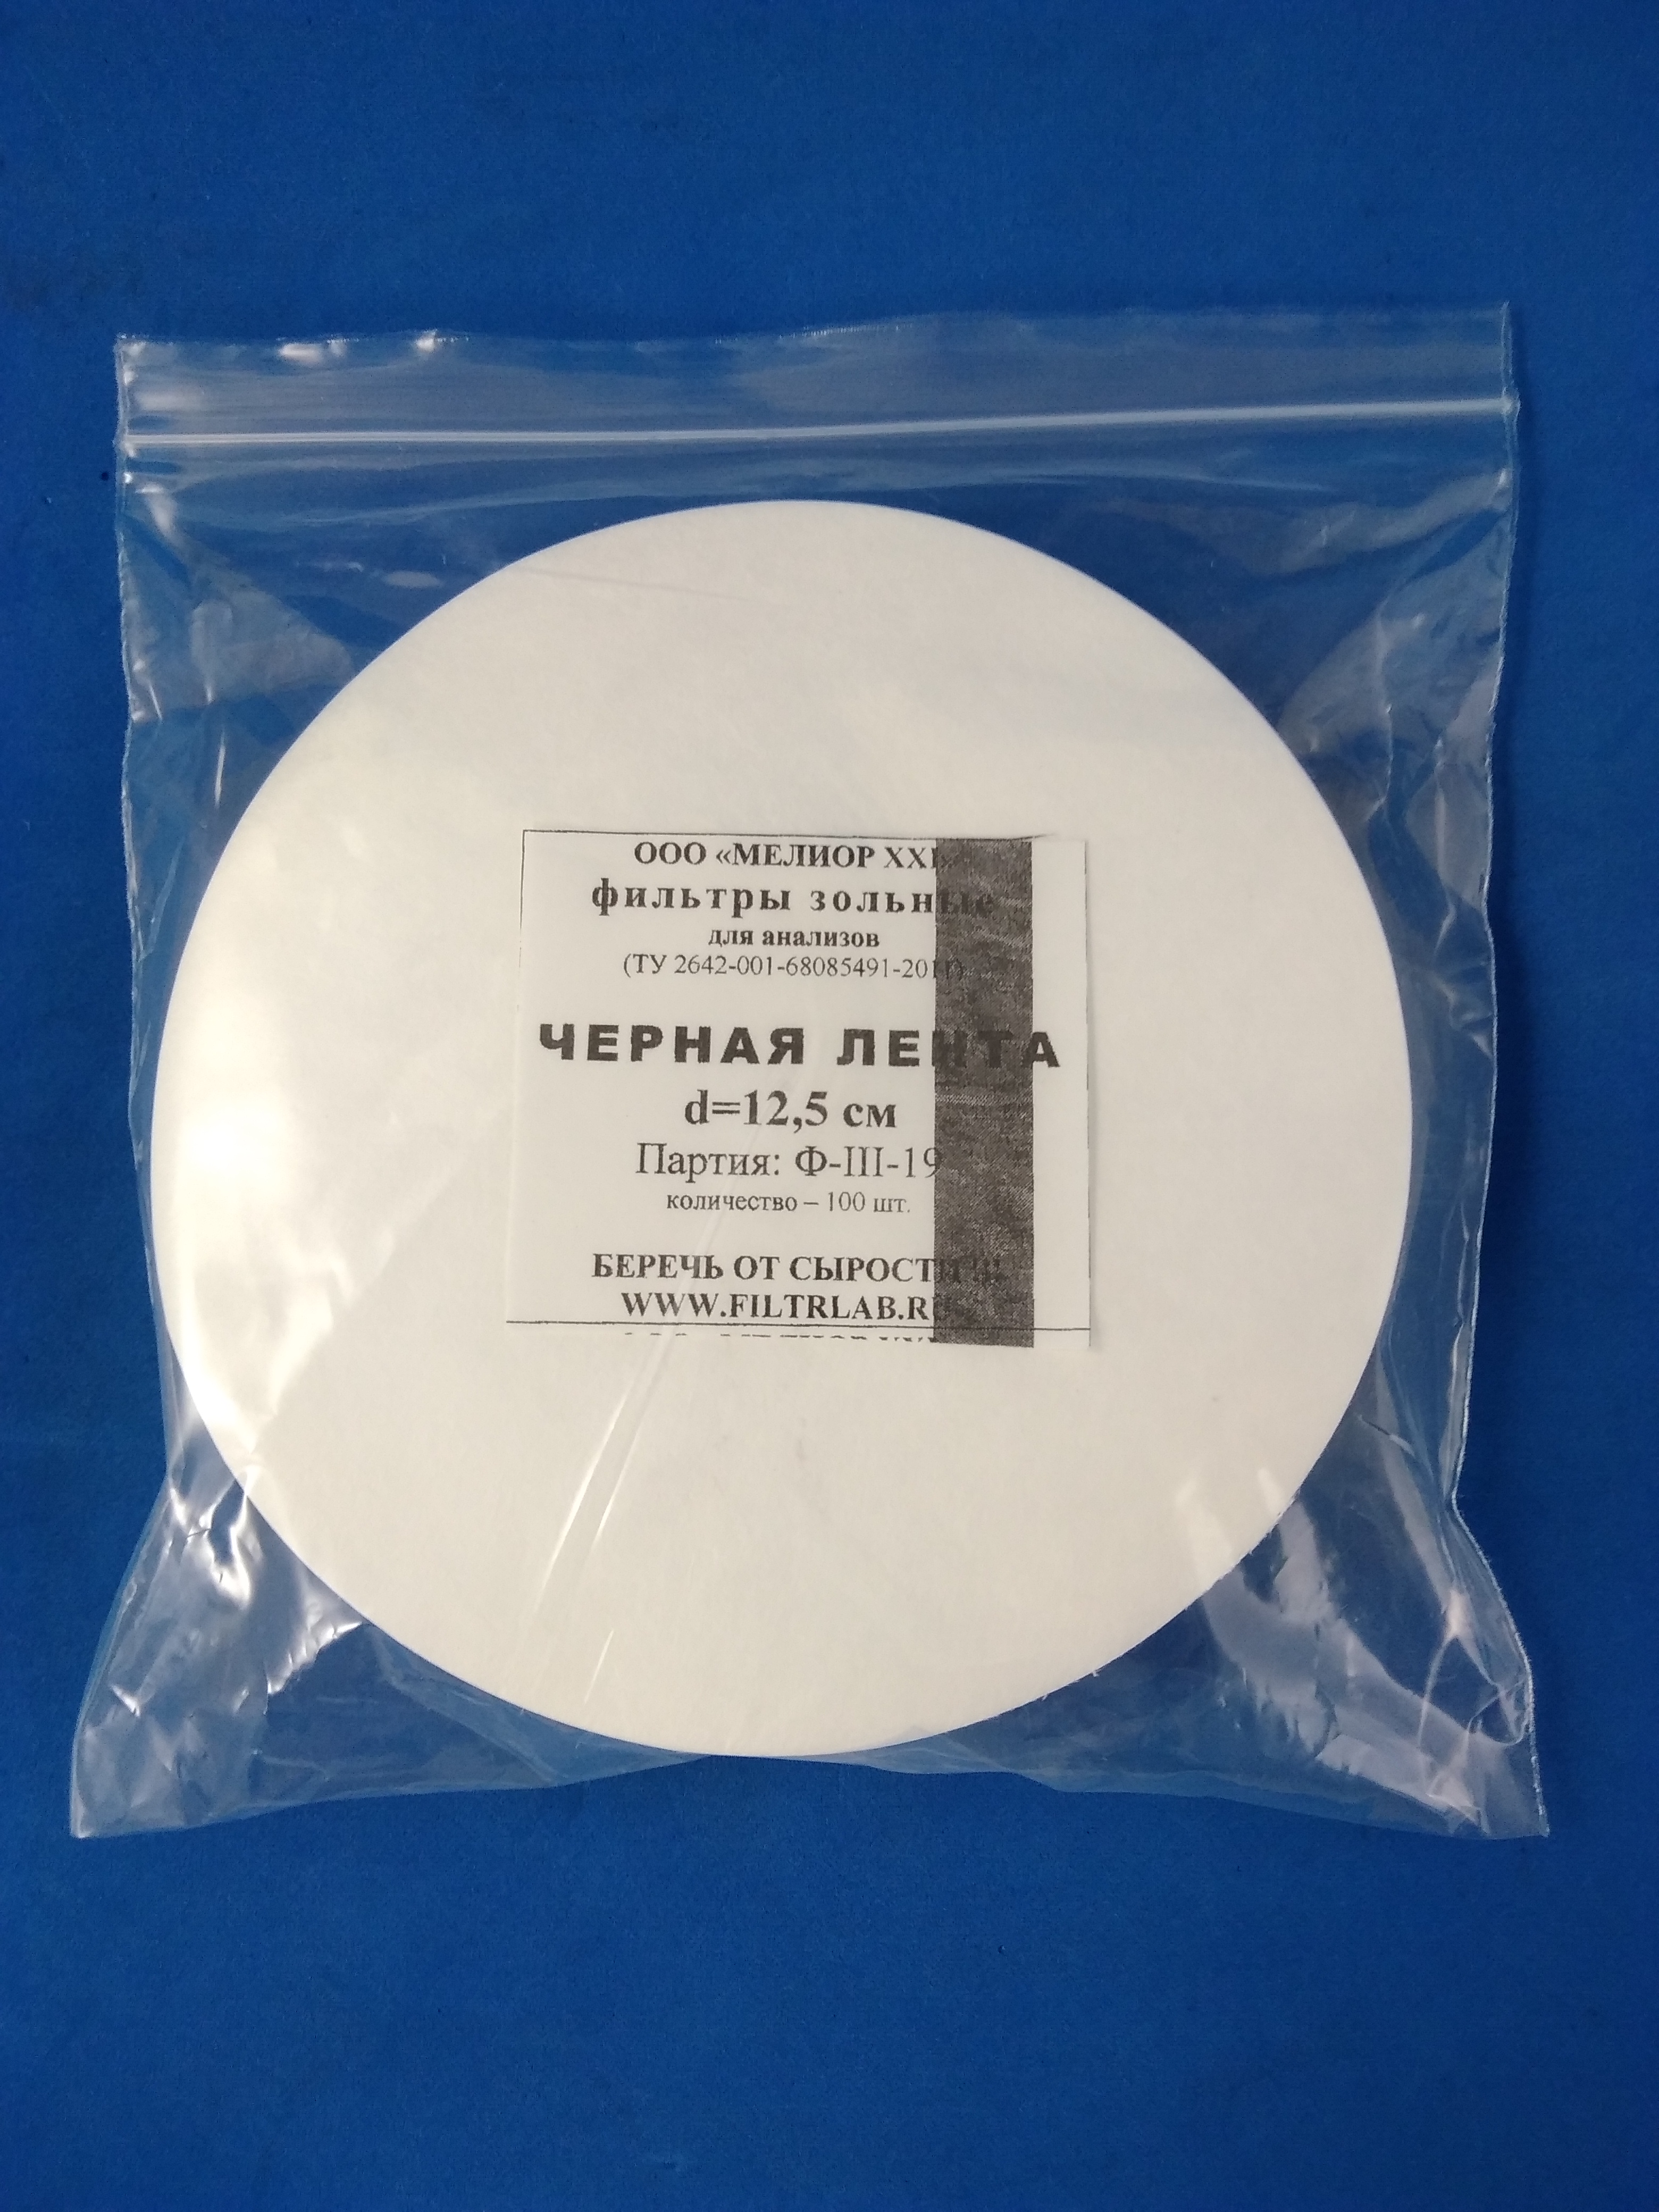 ООО «МЕЛИОР XXI»
фильтры зольные
для анализов
(ТУ 2642-001-68085491-2011)
ЧЕРНАЯ ЛЕНТА
d=12,5 см
Партия: Ф-III-19
количество – 100 шт.
БЕРЕЧЬ ОТ СЫРОСТИ!
WWW.FILTRLAB.RU